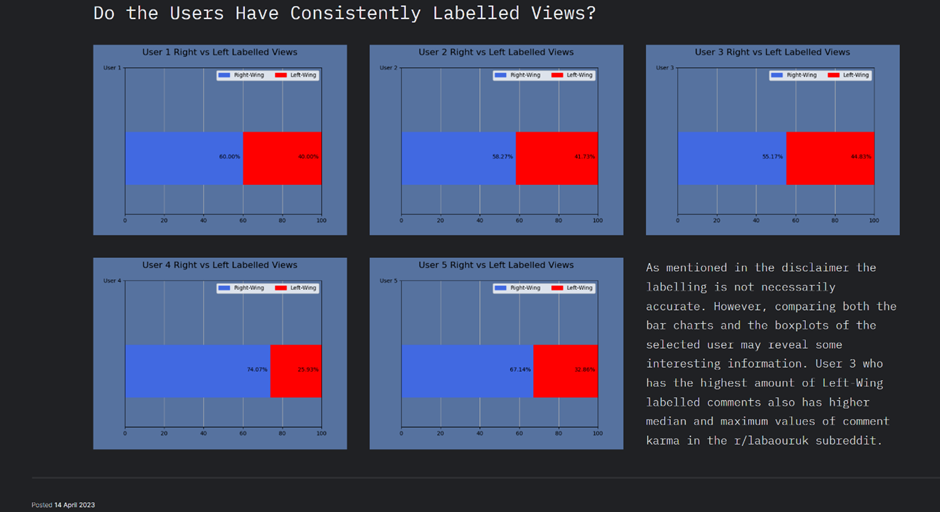 Do the Users Have Consistently Labelled Views?
User 1 Right vs Left Labelled Views
User 1
Right-Wing Left-Wing
60.00% 40.00%
0 20 40 60 80 100
User 2 Right vs Left Labelled Views
User 2
Right-Wing Left-Wing
58.27% 41.73%
0 20 40 60 80 100
User 3 Right vs Left Labelled Views
User 3
Right-Wing Left-Wing
55.17% 44.83%
0 20 40 60 80 100
User 4 Right vs Left Labelled Views
User 4
Right-Wing Left-Wing
74.07% 25.93%
0 20 40 60 80 100
User 5 Right vs Left Labelled Views
User 5
Right-Wing Left-Wing
67.14% 32.86%
0 20 40 60 80 100
As mentioned in the disclaimer the
labelling is not necessarily
accurate. However, comparing both the
bar charts and the boxplots of the
selected user may reveal some
interesting information. User 3 who
has the highest amount of Left-Wing
labelled comments also has higher
median and maximum values of comment
karma in the r/labaouruk subreddit.
Posted 14 April 2023